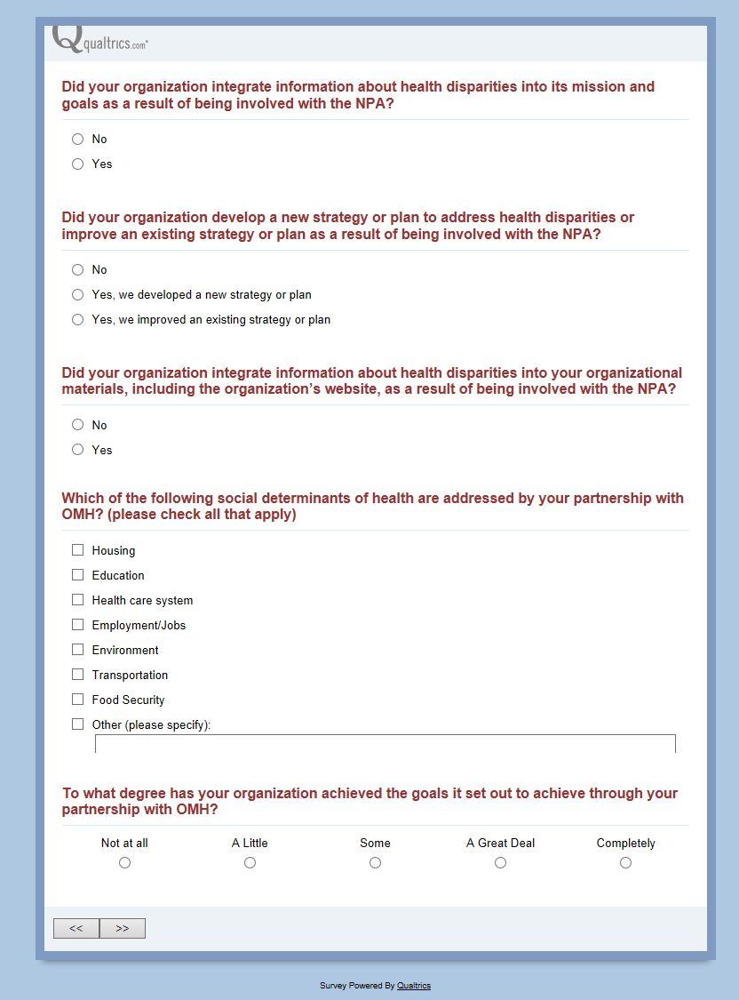 Qualtrics.com
Did your organization integrate information about health disparities into its mission and
goals as a result of being involved with the NPA?
No
Yes
Did your organization develop a new strategy or plan to address health disparities or
improve an existing strategy or plan as a result of being involved with the NPA?
No
Yes, we developed a new strategy or plan
Yes, we improved an existing strategy or plan
Did your organization integrate information about health disparities into your organizational
materials, including the organization’s website, as a result of being involved with the NPA?
No
Yes
Which of the following social determinants of health are addressed by your partnership with
OMH? (please check all that apply)
Housing
Education
Health care system
Employment/Jobs
Environment
Transportation
Food Security
Other (please specify):
To what degree has your organization achieved the goals it set out to achieve through your
partnership with OMH?
Not at all A Little Some A Great Deal Completely
<< >>
Survey Powered By Qualtrics